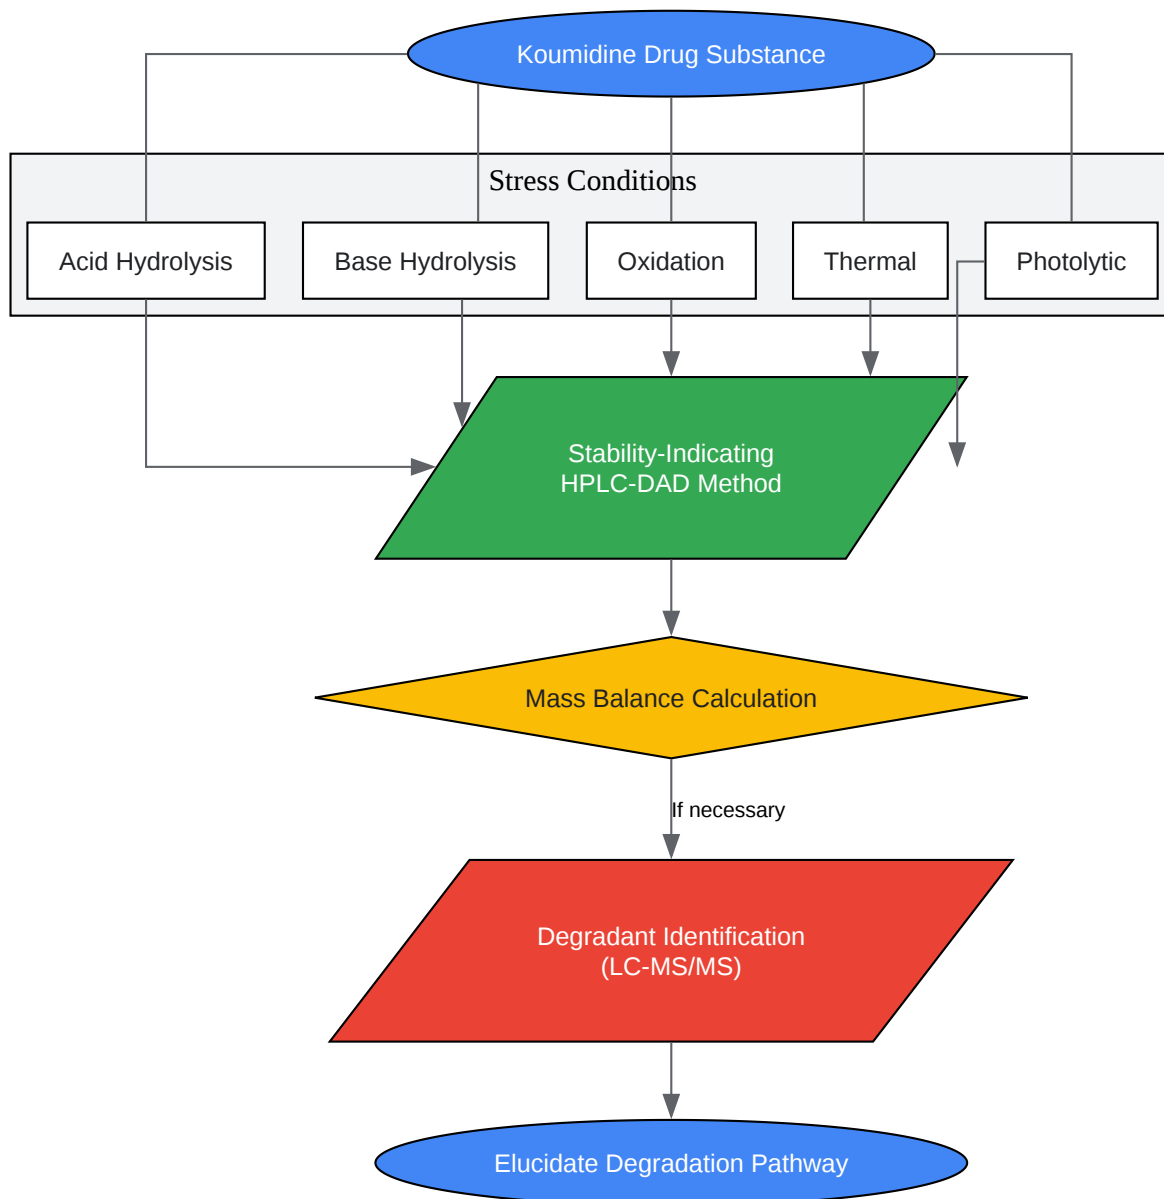 Koumidine Drug Substance
Stress Conditions
Acid Hydrolysis
Base Hydrolysis
Oxidation
Thermal
Photolytic
Stability-Indicating
HPLC-DAD Method
Mass Balance Calculation
If necessary
Degradant Identification
(LC-MS/MS)
Elucidate Degradation Pathway